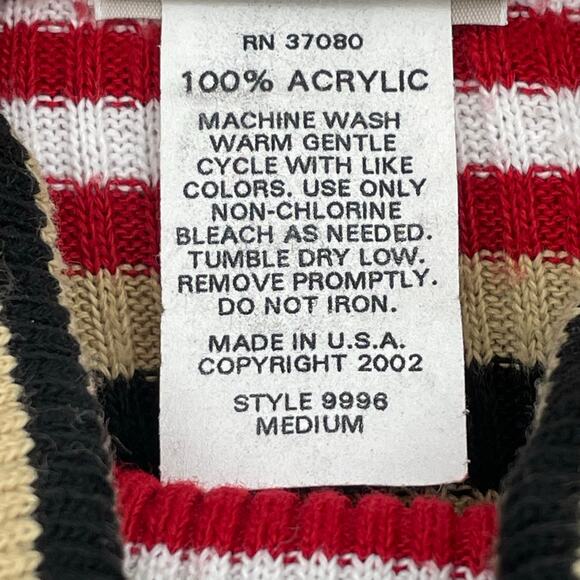 RN 37080
100% ACRYLIC
MACHINE WASH
WARM GENTLE
CYCLE WITH LIKE
COLORS. USE ONLY
NON-CHLORINE
BLEACH AS NEEDED.
TUMBLE DRY LOW.
REMOVE PROMPTLY.
DO NOT IRON.
MADE IN U.S.A.
COPYRIGHT 2002
STYLE 9996
MEDIUM